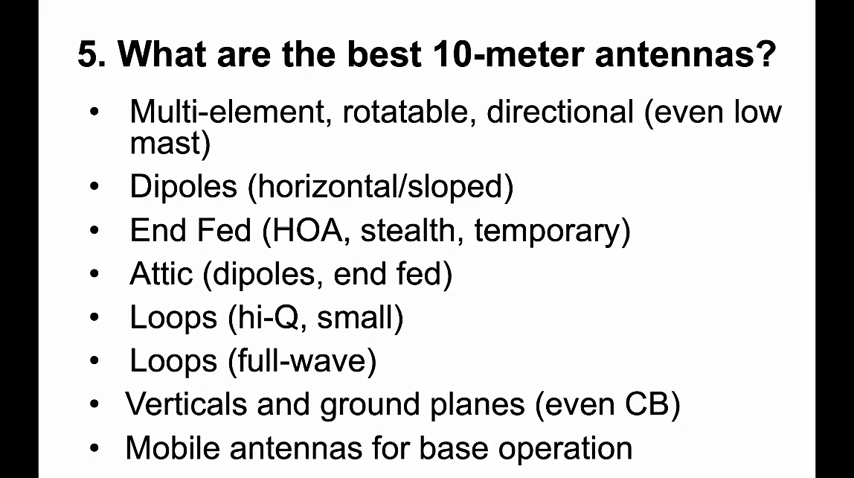 5. What are the best 10-meter antennas?
• Multi-element, rotatable, directional (even low
mast)
• Dipoles (horizontal/sloped)
• End Fed (HOA, stealth, temporary)
• Attic (dipoles, end fed)
• Loops (hi-Q, small)
• Loops (full-wave)
• Verticals and ground planes (even CB)
• Mobile antennas for base operation